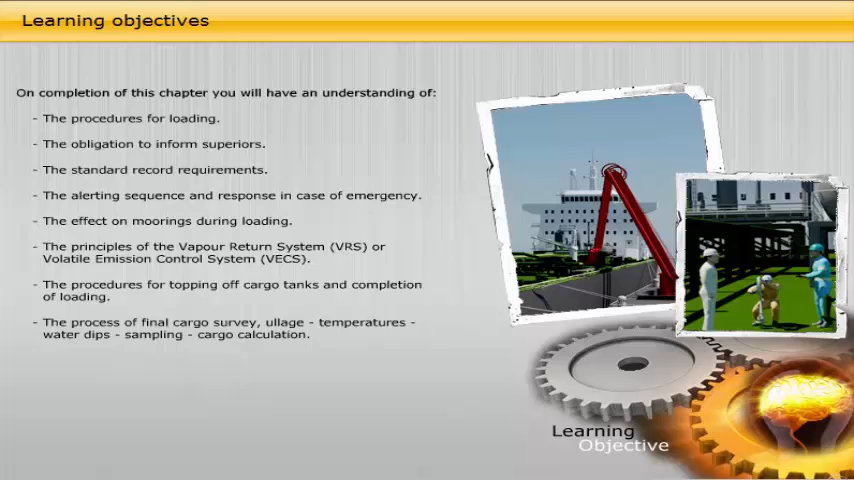 Learning objectives
On completion of this chapter you will have an understanding of:
- The procedures for loading.
- The obligation to inform superiors.
- The standard record requirements.
- The alerting sequence and response in case of emergency.
- The effect on moorings during loading.
- The principles of the Vapour Return System (VRS) or
Volatile Emission Control System (VECS).
- The procedures for topping off cargo tanks and completion
of loading.
- The process of final cargo survey, ullage - temperatures -
water dips - sampling - cargo calculation.
Learning
Objective